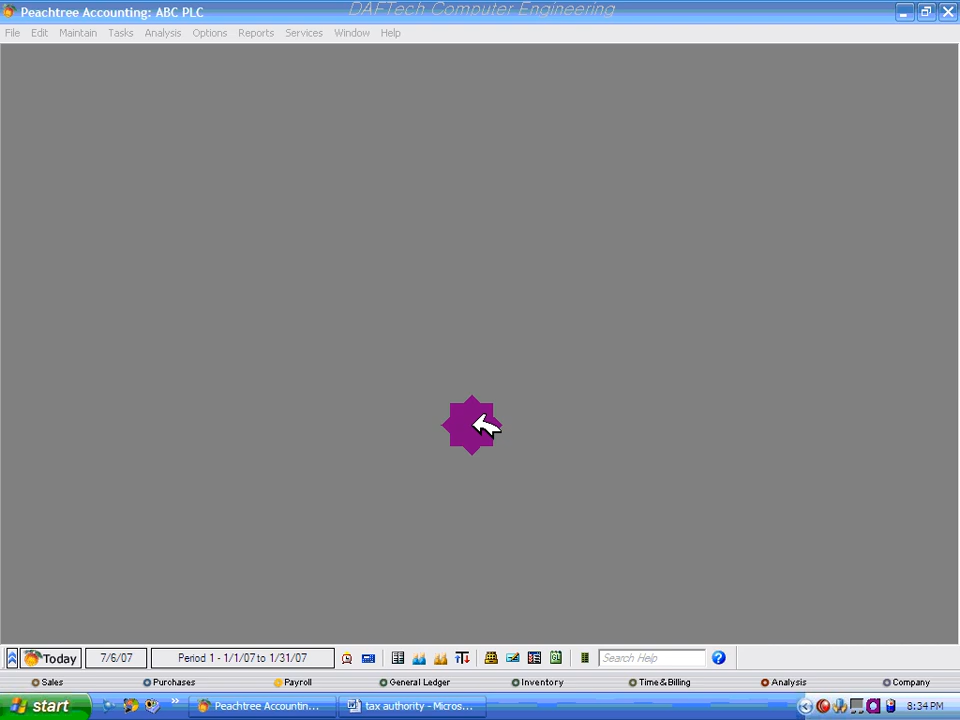 Peachtree Accounting: ABC PLC
DAFTech Computer Engineering
File Edit Maintain Tasks Analysis Options Reports Services Window Help
Today 7/6/07 Period 1 - 1/1/07 to 1/31/07 Search Help
Sales Purchases Payroll General Ledger Inventory Time & Billing Analysis Company
start Peachtree Accountin... tax authority - Micros... 8:34 PM